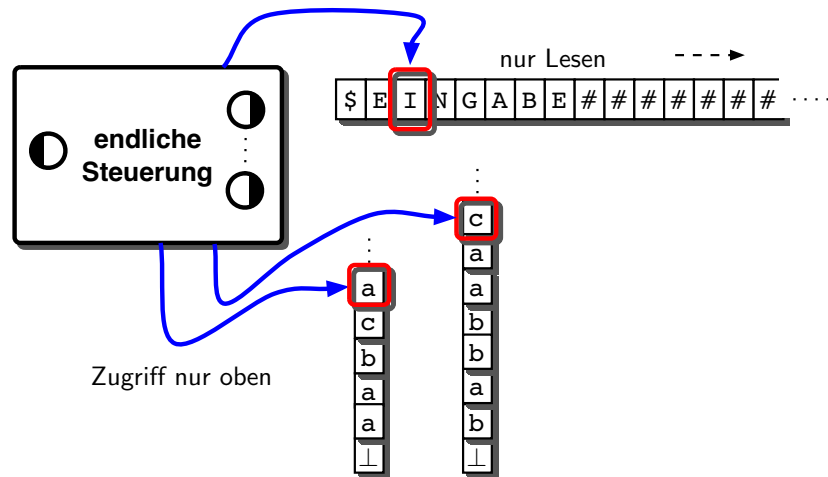 nur Lesen
$ E I N G A B E # # # # # # # ....
endliche
Steuerung
c
a
a
b
b
a
b
⊥
a
c
b
a
a
⊥
Zugriff nur oben